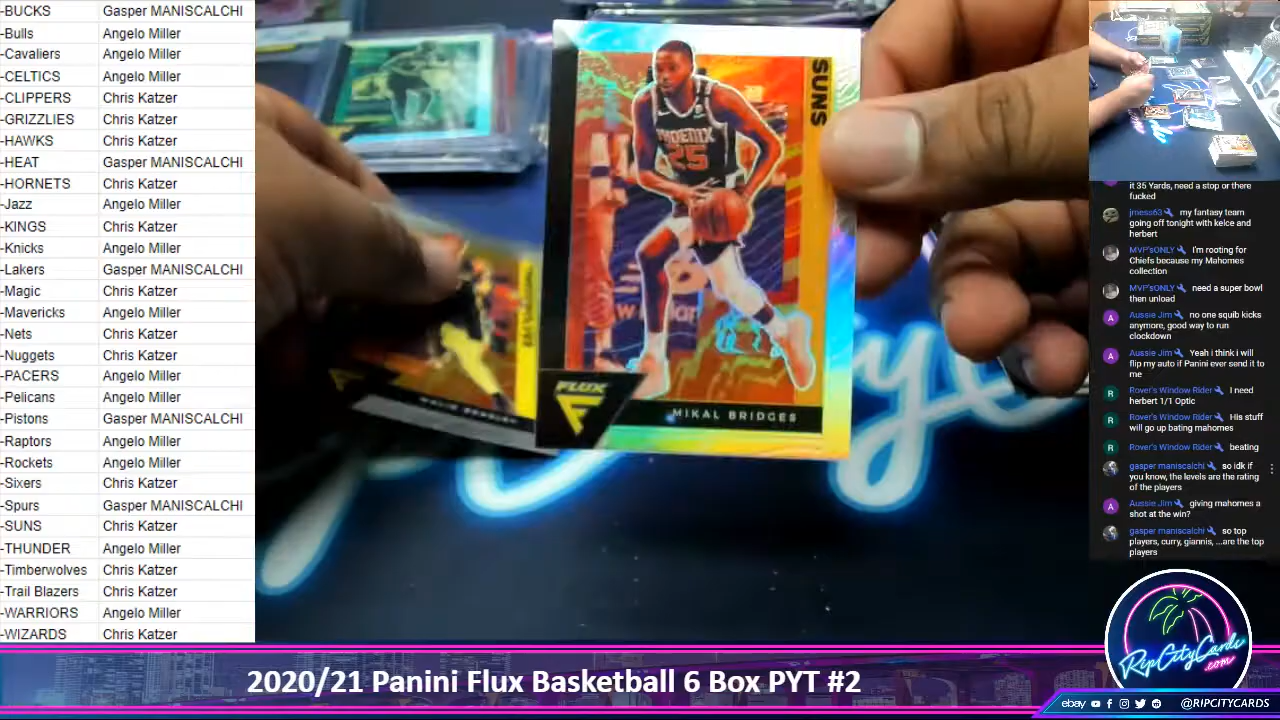 -BUCKS Gasper MANISCALCHI
-Bulls Angelo Miller
-Cavaliers Angelo Miller
-CELTICS Angelo Miller
-CLIPPERS Chris Katzer
-GRIZZLIES Chris Katzer
-HAWKS Chris Katzer
-HEAT Gasper MANISCALCHI
-HORNETS Chris Katzer
-Jazz Angelo Miller
-KINGS Chris Katzer
-Knicks Angelo Miller
-Lakers Gasper MANISCALCHI
-Magic Chris Katzer
-Mavericks Angelo Miller
-Nets Chris Katzer
-Nuggets Chris Katzer
-PACERS Angelo Miller
-Pelicans Angelo Miller
-Pistons Gasper MANISCALCHI
-Raptors Angelo Miller
-Rockets Angelo Miller
-Sixers Chris Katzer
-Spurs Gasper MANISCALCHI
-SUNS Chris Katzer
-THUNDER Angelo Miller
-Timberwolves Chris Katzer
-Trail Blazers Chris Katzer
-WARRIORS Angelo Miller
-WIZARDS Chris Katzer
SUNS
PHOENIX
25
FLUX
F
MIKAL BRIDGES
it 35 Yards, need a stop or there
fucked
jmess63 my fantasy team
going off tonight with kelce and
herbert
MVP'sONLY I'm rooting for
Chiefs because my Mahomes
collection
MVP'sONLY need a super bowl
then unload
A
Aussie Jim no one squib kicks
anymore, good way to run
clockdown
A
Aussie Jim Yeah i think i will
flip my auto if Panini ever send it to
me
R
Rover's Window Rider I need
herbert 1/1 Optic
R
Rover's Window Rider His stuff
will go up bating mahomes
R
Rover's Window Rider beating
gasper maniscalchi so idk if
you know, the levels are the rating
of the players
A
Aussie Jim giving mahomes a
shot at the win?
gasper maniscalchi so top
players, curry, giannis, ...are the top
players
RipCityCards
.com
2020/21 Panini Flux Basketball 6 Box PYT #2
ebay @RIPCITYCARDS